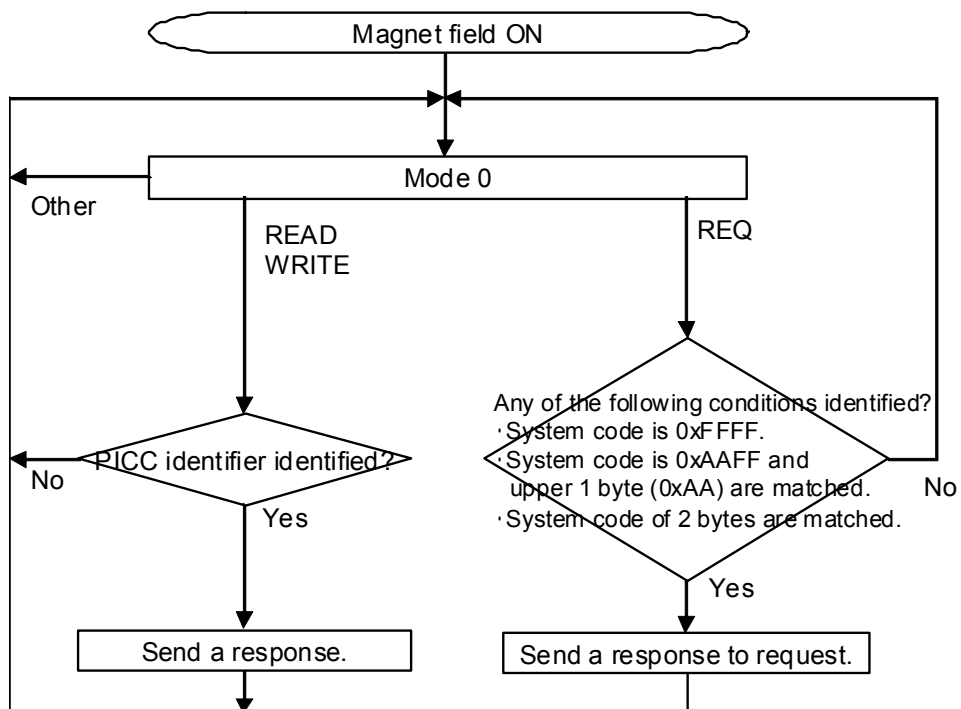 Magnet field ON
Mode 0
Other
READ
WRITE
REQ
PICC identifier identified?
No
Yes
Any of the following conditions identified?
·System code is 0xFFFF.
·System code is 0xAAFF and
upper 1 byte (0xAA) are matched.
·System code of 2 bytes are matched.
No
Yes
Send a response.
Send a response to request.